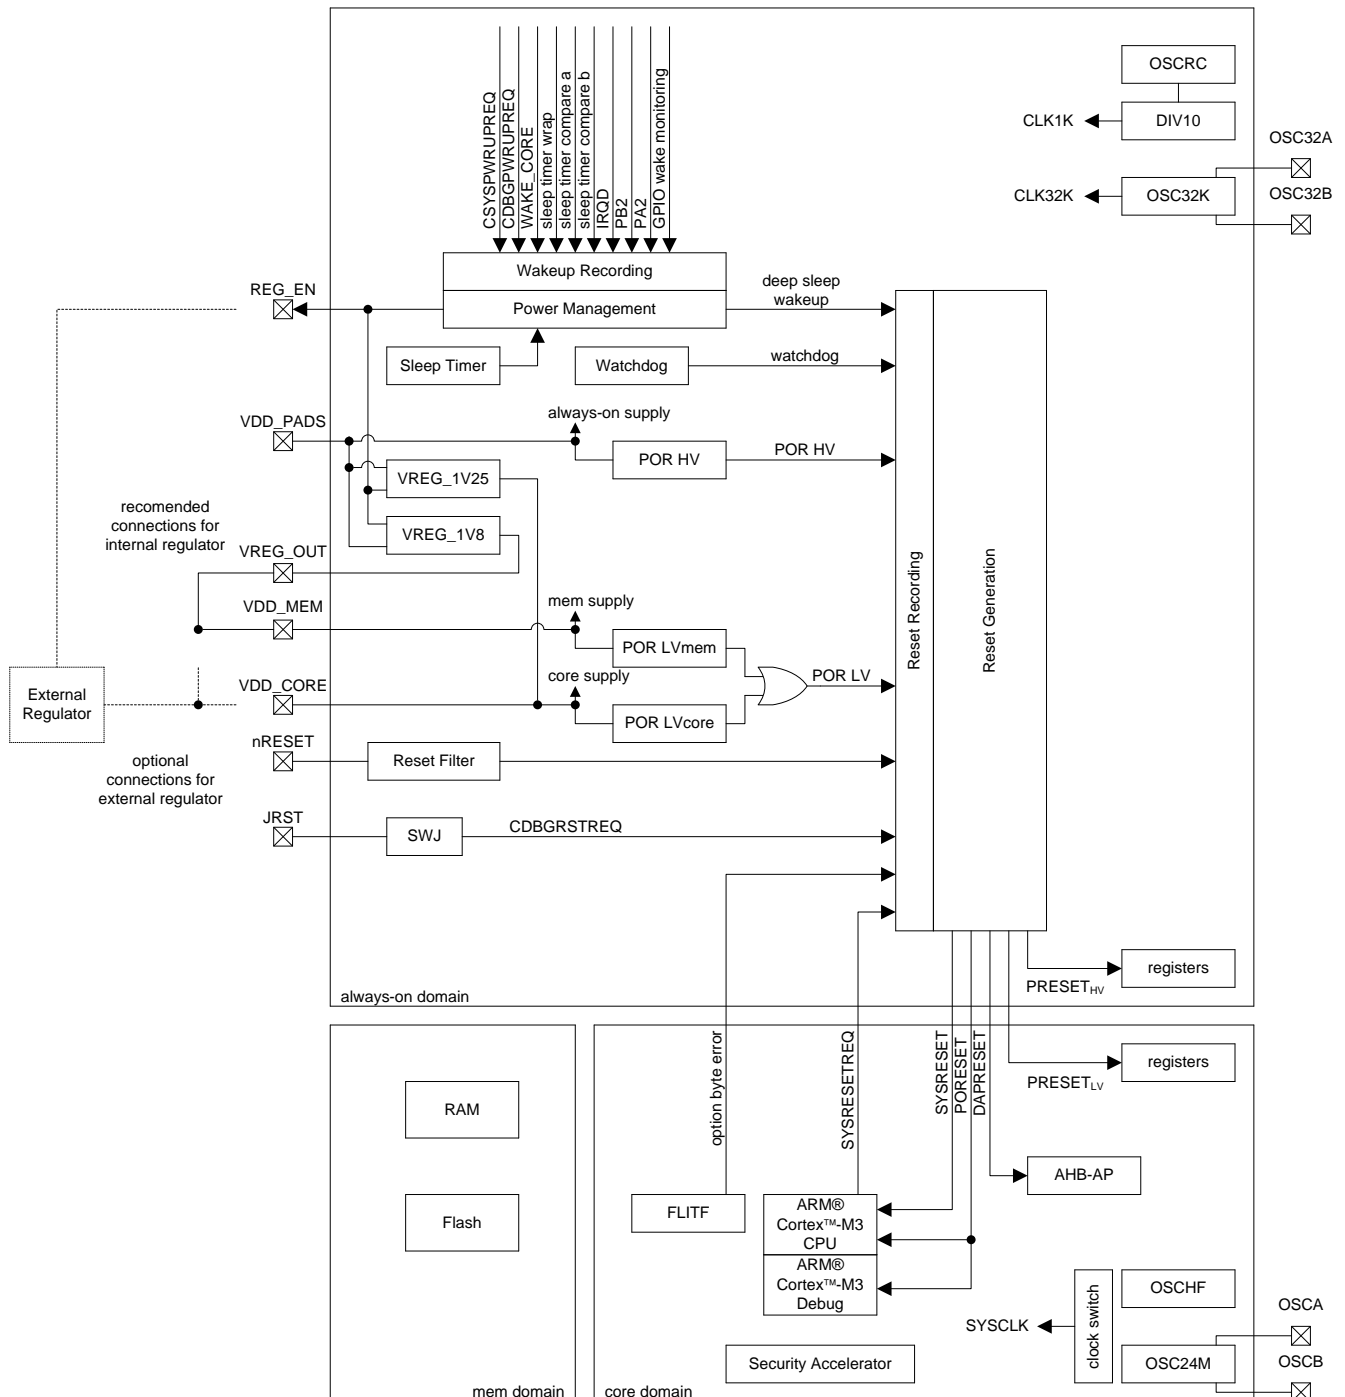 CSYSPWRUPREQ
CDBGPWRUPREQ
WAKE_CORE
sleep timer wrap
sleep timer compare a
sleep timer compare b
IRQD
PB2
PA2
GPIO wake monitoring
OSCRC
CLK1K
DIV10
OSC32A
CLK32K
OSC32K
OSC32B
Wakeup Recording
Power Management
REG_EN
deep sleep
wakeup
Sleep Timer
Watchdog
watchdog
VDD_PADS
always-on supply
POR HV
POR HV
VREG_1V25
VREG_1V8
recomended
connections for
internal regulator
VREG_OUT
VDD_MEM
mem supply
POR LVmem
Reset Recording
Reset Generation
External
Regulator
VDD_CORE
core supply
POR LVcore
POR LV
nRESET
Reset Filter
optional
connections for
external regulator
JRST
SWJ
CDBGRSTREQ
registers
PRESETHV
always-on domain
option byte error
SYSRESETREQ
SYSRESET
PORESET
DAPRESET
registers
PRESETLV
RAM
Flash
FLITF
ARM®
Cortex™-M3
CPU
ARM®
Cortex™-M3
Debug
AHB-AP
SYSCLK
clock switch
OSCHF
OSC24M
OSCA
OSCB
Security Accelerator
mem domain
core domain